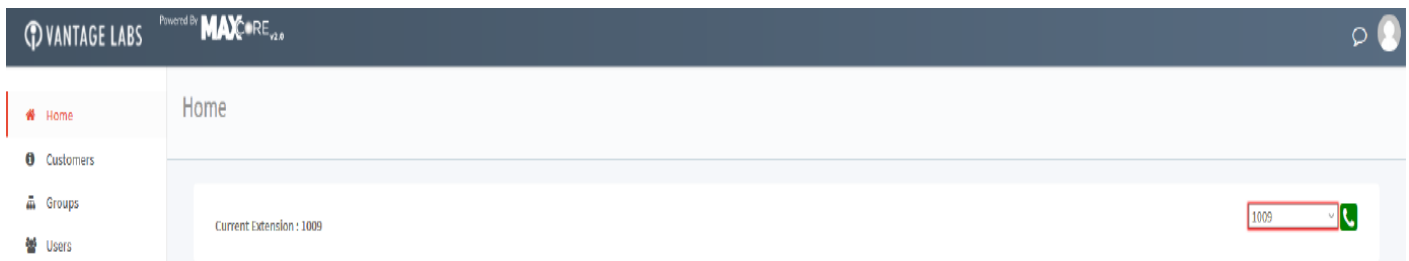 VANTAGE LABS Powered By MAXCORE v2.0
Home
Home
Customers
Groups
Users
Current Extension : 1009
1009